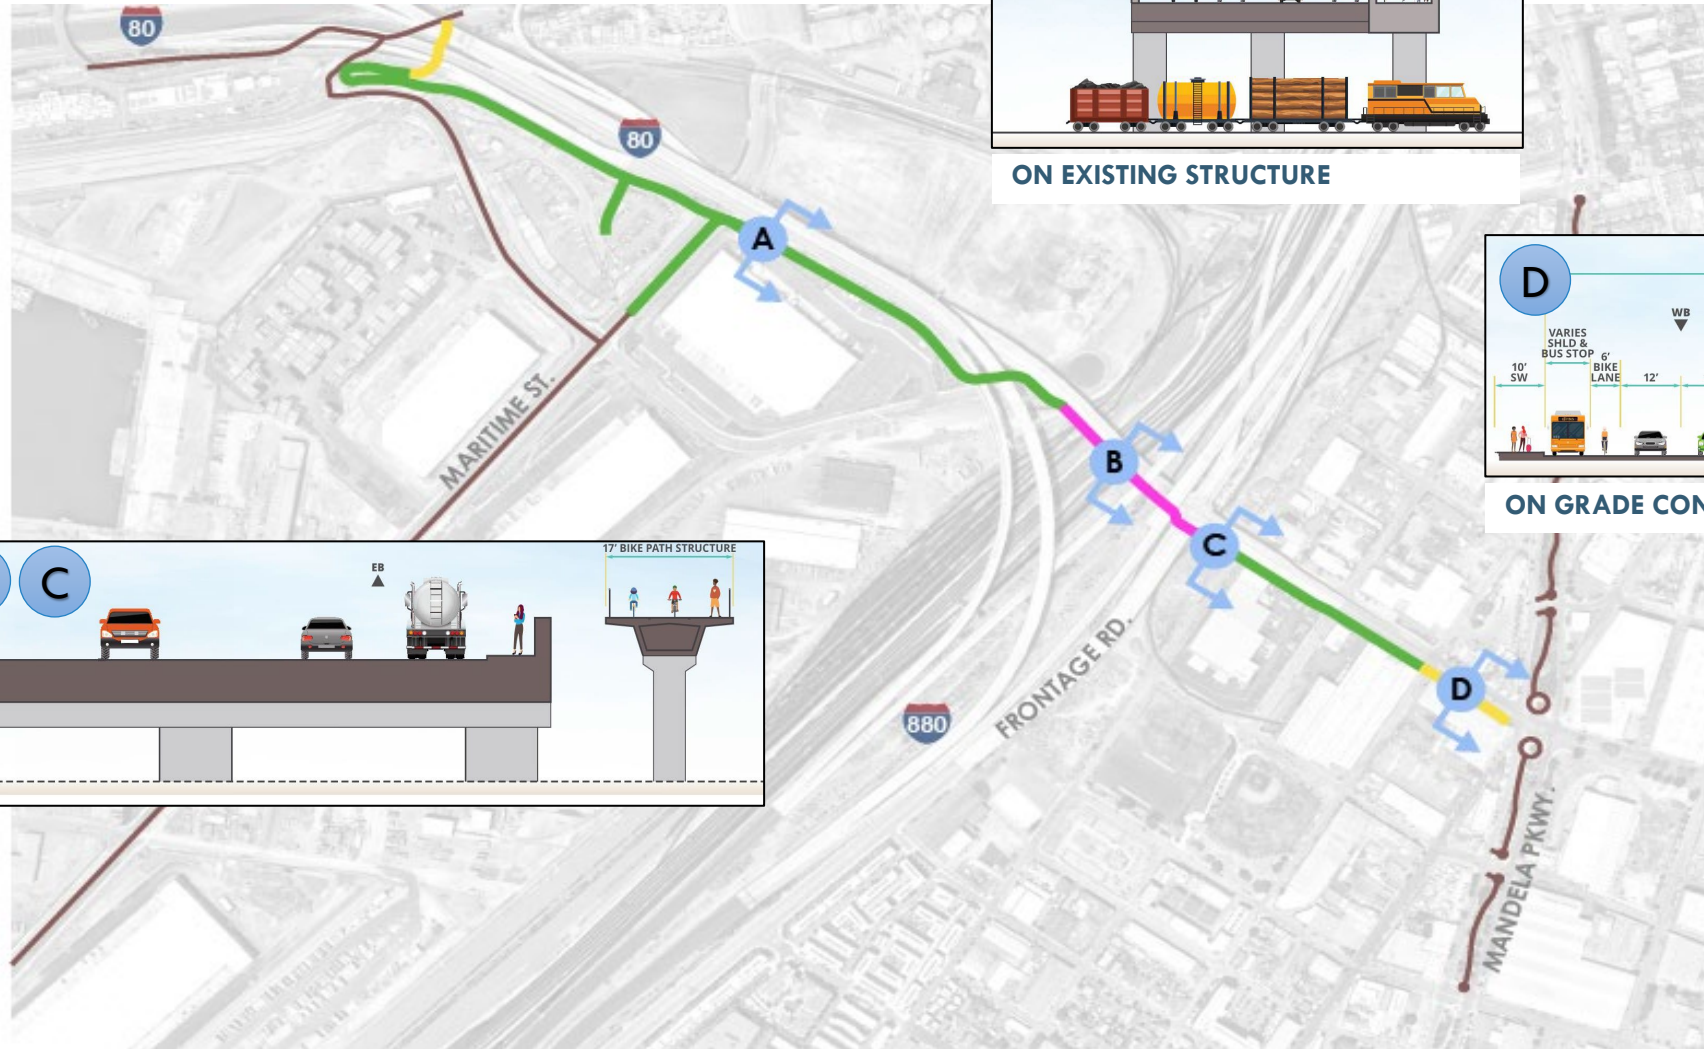 80
80
A
B
C
D
880
MARITIME ST.
FRONTAGE RD.
MANDELA PKWY.
ON EXISTING STRUCTURE
D
WB
VARIES
SHLD &
BUS STOP
10'
SW
6'
BIKE
LANE
12'
ON GRADE CON
C
EB
17' BIKE PATH STRUCTURE